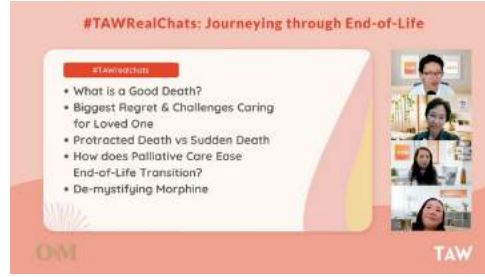 #TAWRealChats: Journeying through End-of-Life
#TAWrealchats
• What is a Good Death?
• Biggest Regret & Challenges Caring
for Loved One
• Protracted Death vs Sudden Death
• How does Palliative Care Ease
End-of-Life Transition?
• De-mystifying Morphine
TAW